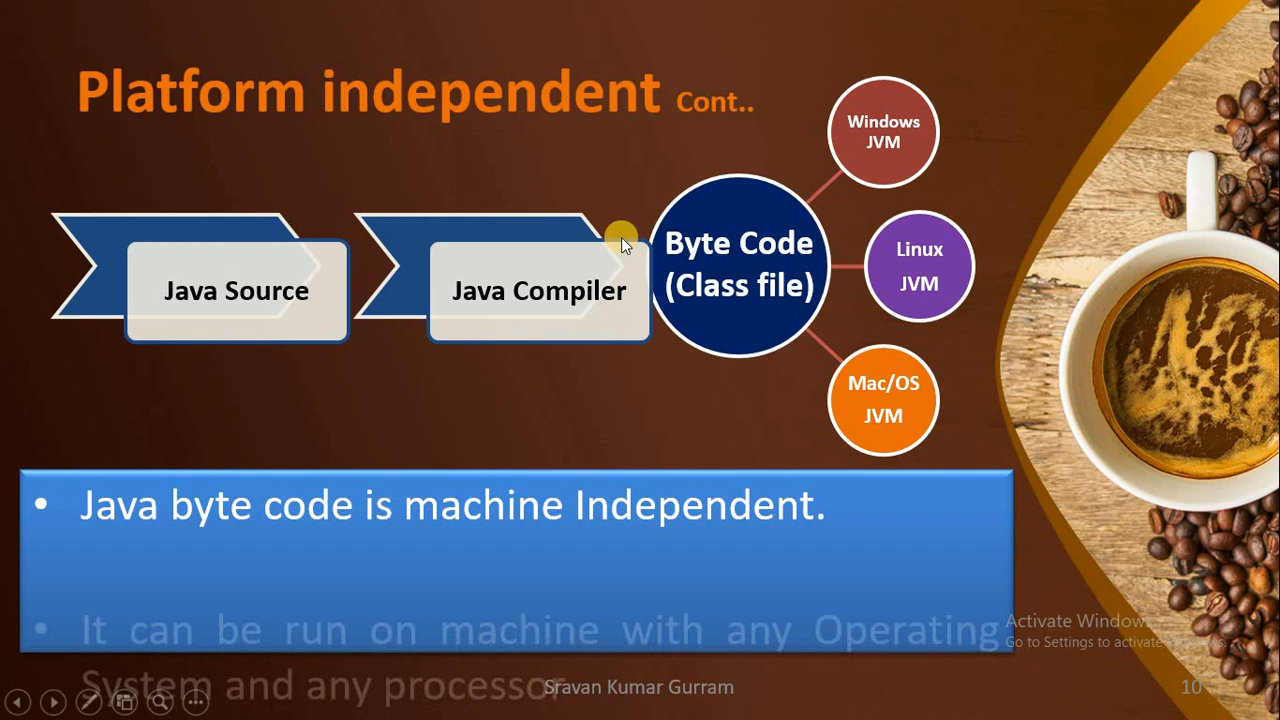 Platform independent Cont..
Windows
JVM
Java Source
Java Compiler
Byte Code
(Class file)
Linux
JVM
Mac/OS
JVM
• Java byte code is machine Independent.
• It can be run on machine with any Operating
System and any processor
Activate Windows
Go to Settings to activate Windows.
Sravan Kumar Gurram
10